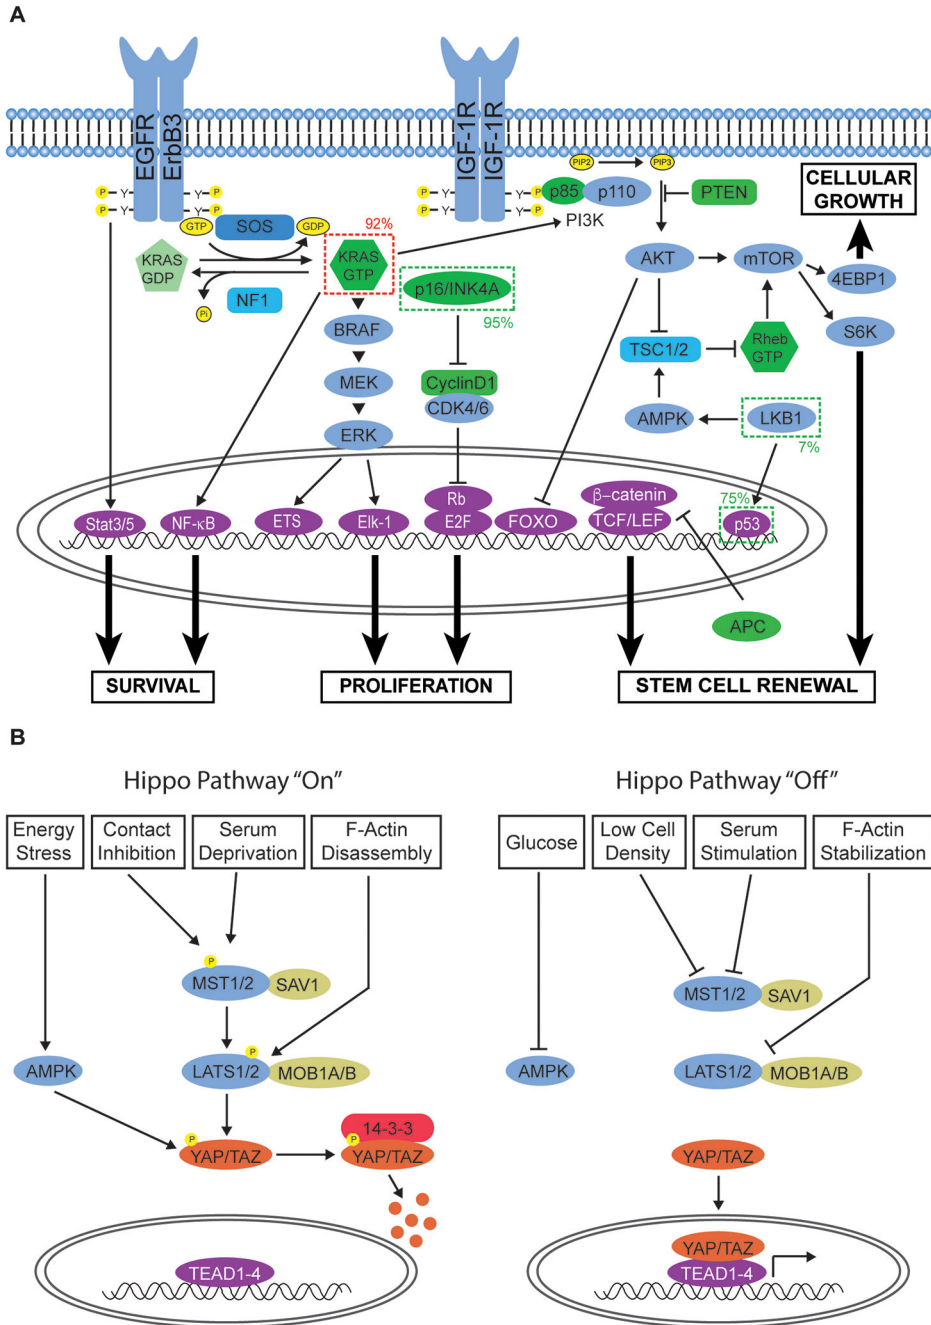 A
EGFR
ErbB3
IGF-1R
IGF-1R
P
Y
Y
P
P
Y
Y
P
P
Y
Y
P
P
Y
Y
P
PIP2
PIP3
p85
p110
PI3K
PTEN
CELLULAR
GROWTH
GTP
SOS
GDP
KRAS
GDP
NF1
Pi
92%
KRAS
GTP
p16/INK4A
95%
AKT
mTOR
4EBP1
S6K
BRAF
MEK
ERK
CyclinD1
CDK4/6
TSC1/2
Rheb
GTP
AMPK
LKB1
7%
Stat3/5
NF-κB
ETS
Elk-1
Rb
E2F
FOXO
β-catenin
TCF/LEF
75%
p53
APC
SURVIVAL
PROLIFERATION
STEM CELL RENEWAL
B
Hippo Pathway “On”
Energy
Stress
Contact
Inhibition
Serum
Deprivation
F-Actin
Disassembly
P
MST1/2
SAV1
P
AMPK
LATS1/2
MOB1A/B
P
YAP/TAZ
14-3-3
P
YAP/TAZ
TEAD1-4
Hippo Pathway “Off”
Glucose
Low Cell
Density
Serum
Stimulation
F-Actin
Stabilization
MST1/2
SAV1
AMPK
LATS1/2
MOB1A/B
YAP/TAZ
YAP/TAZ
TEAD1-4